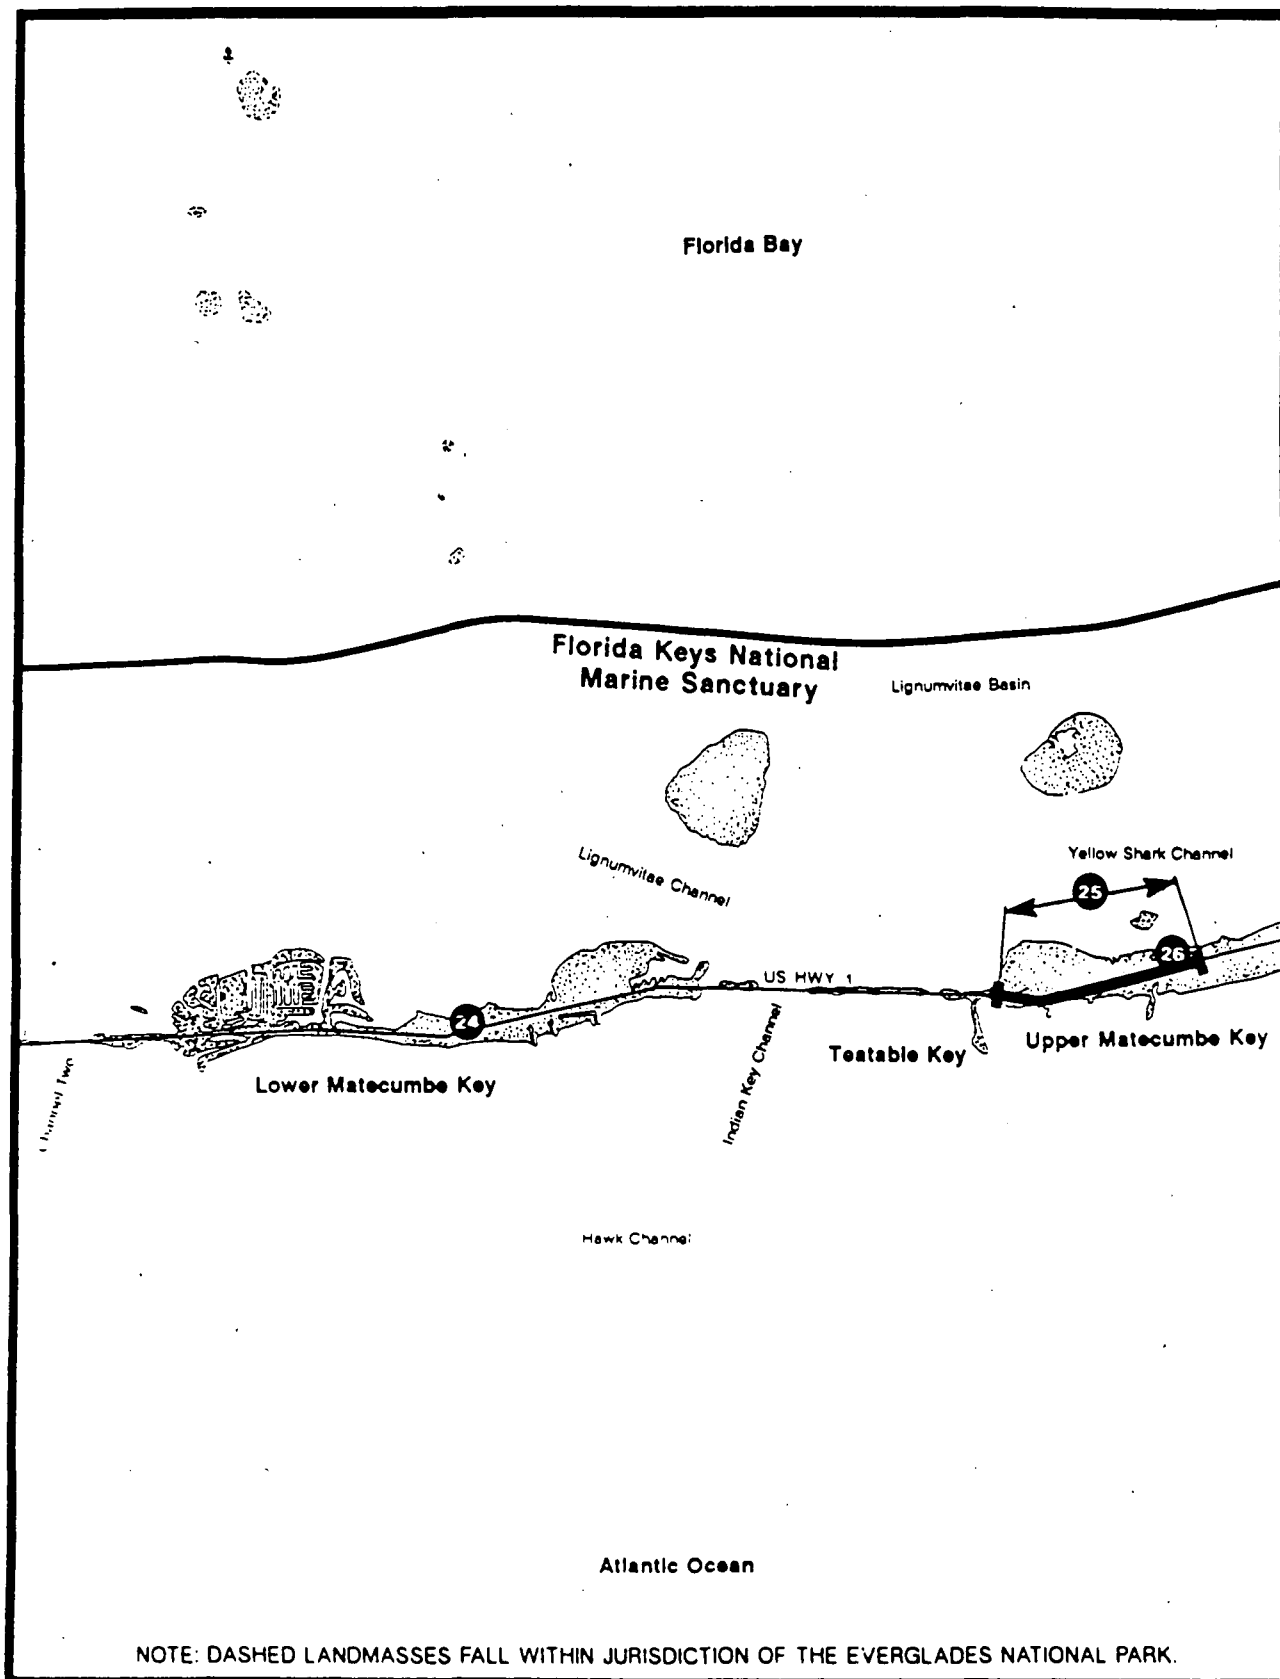 Florida Bay
Florida Keys National
Marine Sanctuary
Lignumvitae Basin
Lignumvitae Channel
Yellow Shark Channel
25
26
US HWY 1
24
Teatable Key
Upper Matecumbe Key
Lower Matecumbe Key
Indian Key Channel
Channel Two
Hawk Channel
Atlantic Ocean
NOTE: DASHED LANDMASSES FALL WITHIN JURISDICTION OF THE EVERGLADES NATIONAL PARK.